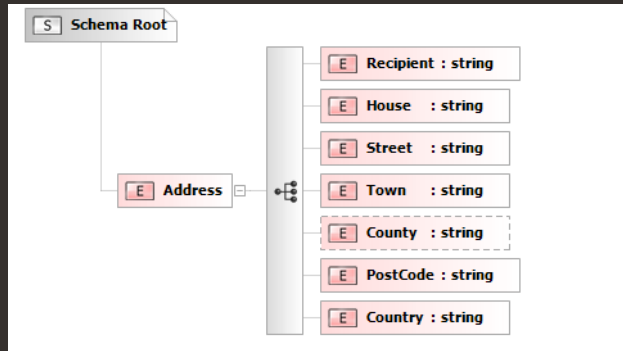 S Schema Root
E Recipient : string
E House : string
E Street : string
E Address
E Town : string
E County : string
E PostCode : string
E Country : string